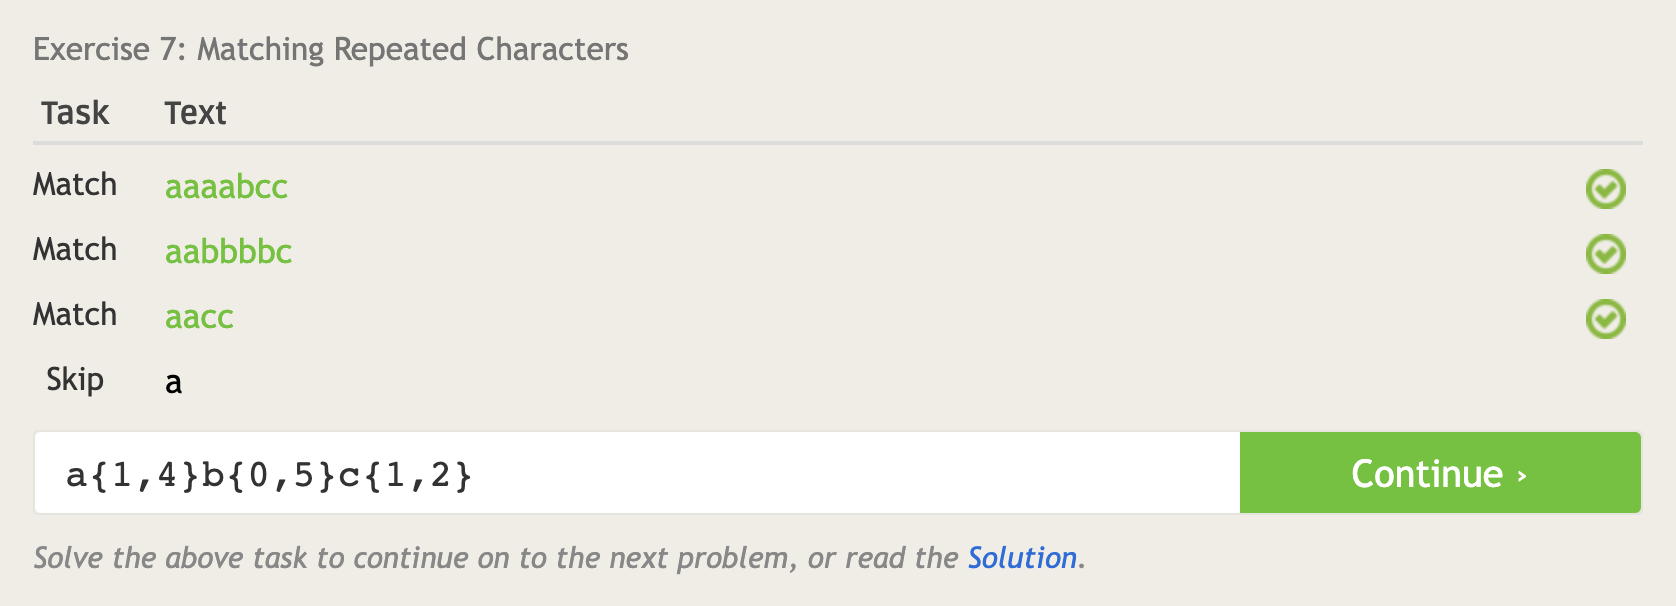 Exercise 7: Matching Repeated Characters
Task Text
Match aaaabcc
Match aabbbbc
Match aacc
Skip a
a{1,4}b{0,5}c{1,2} Continue ›
Solve the above task to continue on to the next problem, or read the Solution.